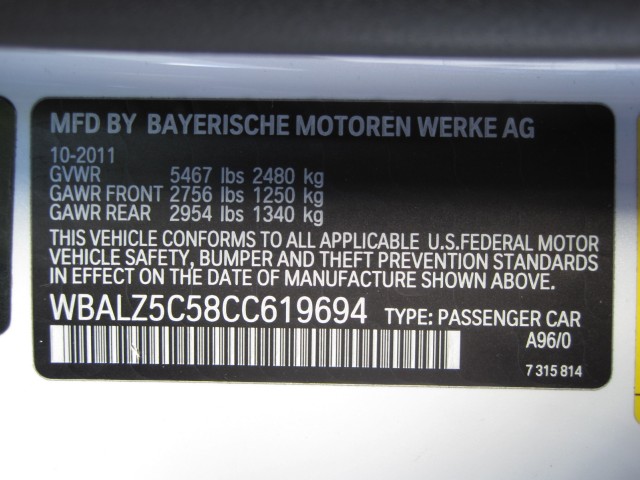 MFD BY BAYERISCHE MOTOREN WERKE AG
10-2011
GVWR 5467 lbs 2480 kg
GAWR FRONT 2756 lbs 1250 kg
GAWR REAR 2954 lbs 1340 kg
THIS VEHICLE CONFORMS TO ALL APPLICABLE U.S.FEDERAL MOTOR
VEHICLE SAFETY, BUMPER AND THEFT PREVENTION STANDARDS
IN EFFECT ON THE DATE OF MANUFACTURE SHOWN ABOVE.
WBALZ5C58CC619694 TYPE: PASSENGER CAR
A96/0
7 315 814